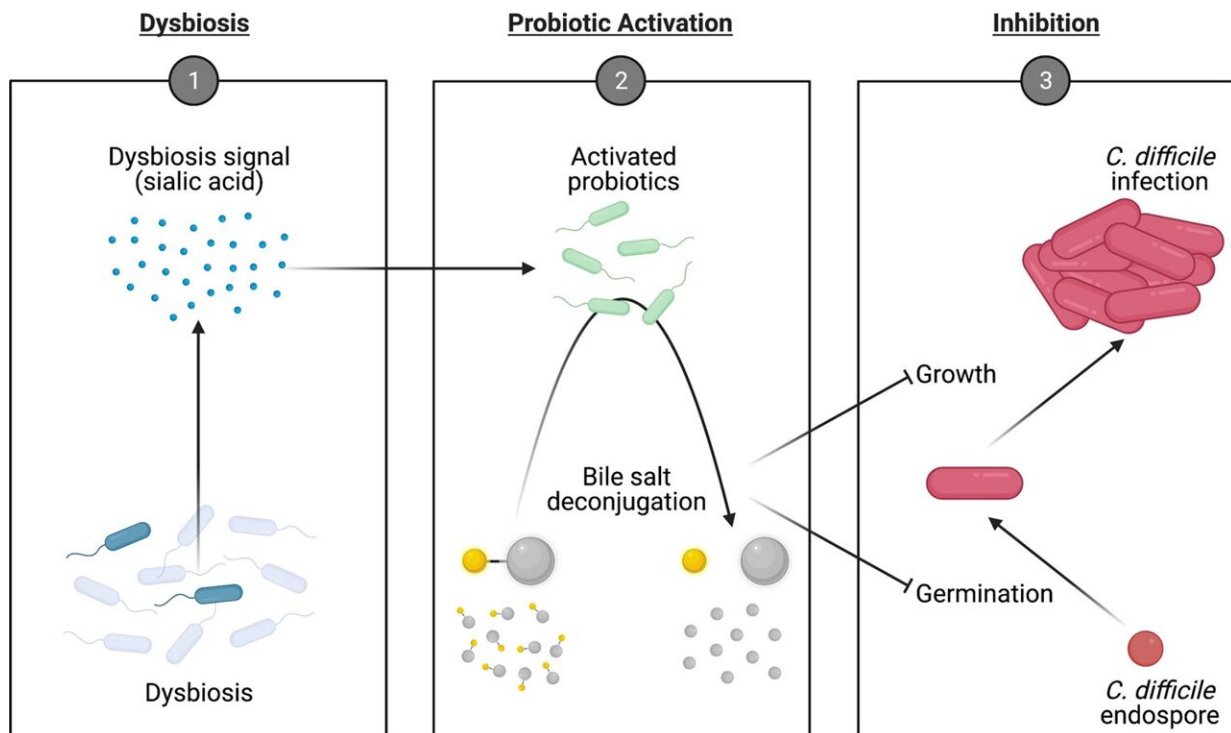 Dysbiosis
Probiotic Activation
Inhibition
1
2
3
Dysbiosis signal
(sialic acid)
Dysbiosis
Activated
probiotics
Bile salt
deconjugation
C. difficile
infection
Growth
Germination
C. difficile
endospore